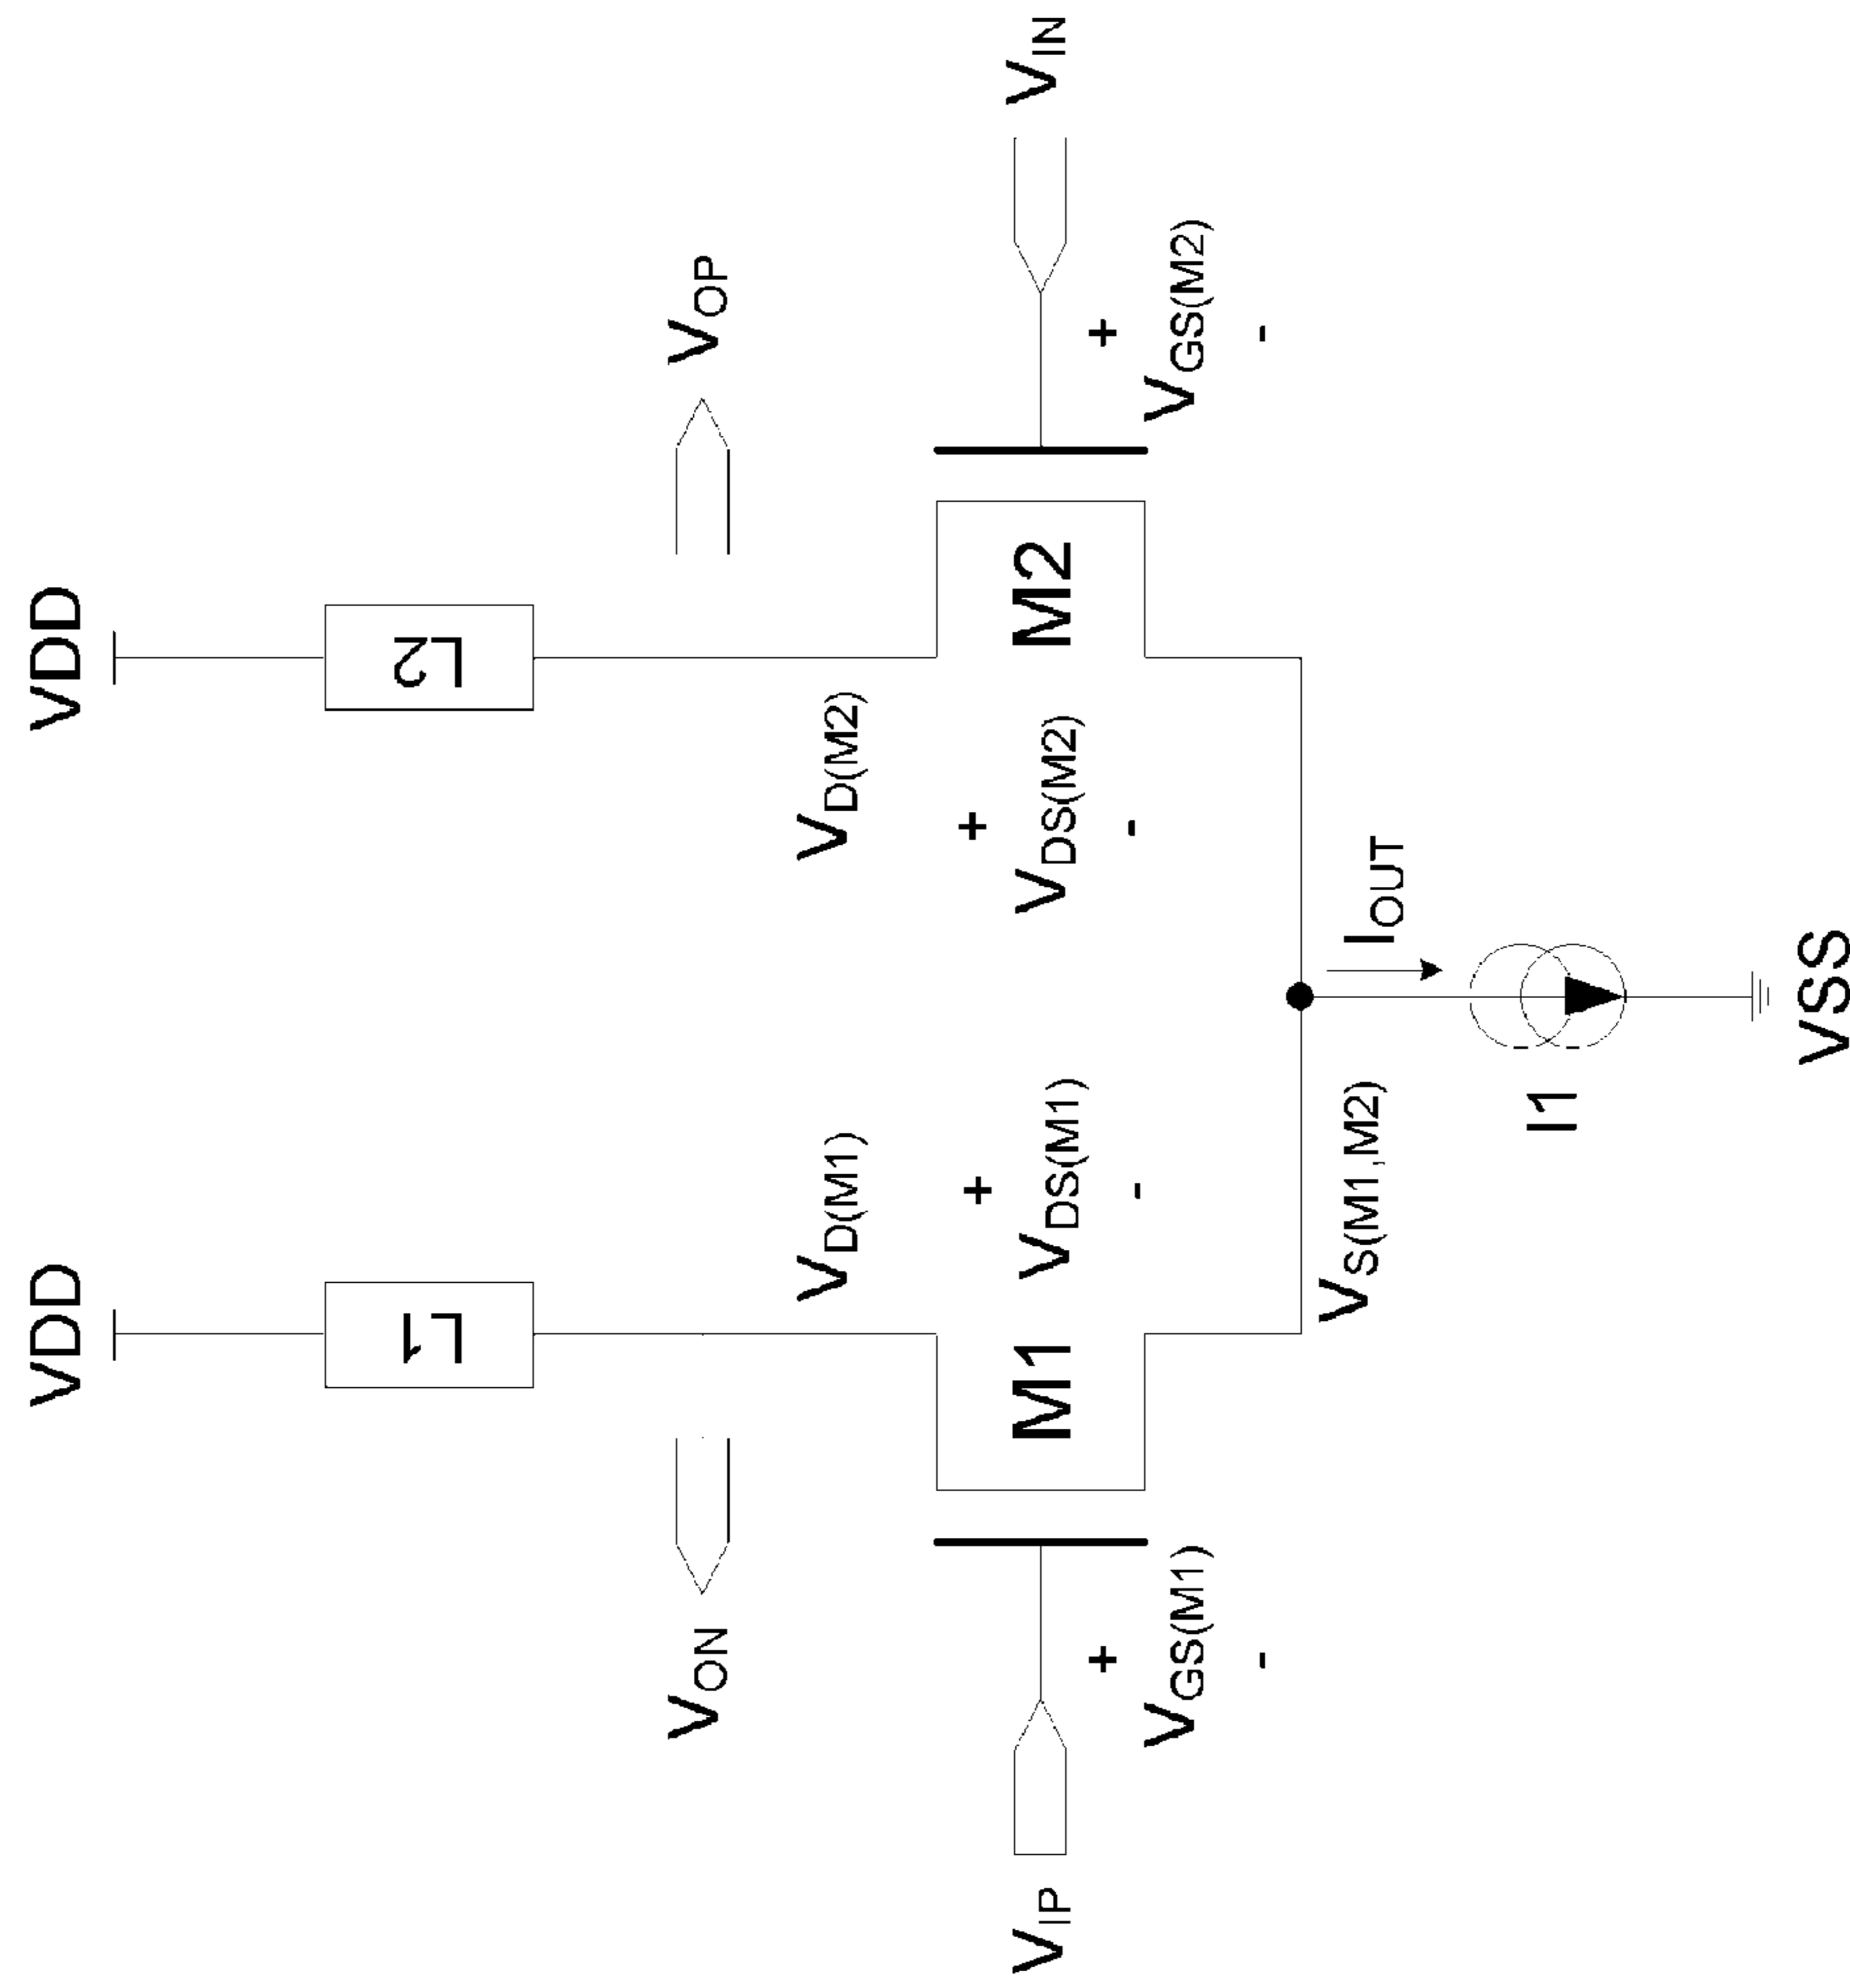 VDD VDD
L1 L2
VON VOP
VD(M1) VD(M2)
+ +
VIP M1 VDS(M1) VDS(M2) M2 VIN
- -
+ +
VGS(M1) VGS(M2)
- -
VS(M1,M2) IOUT
I1
VSS